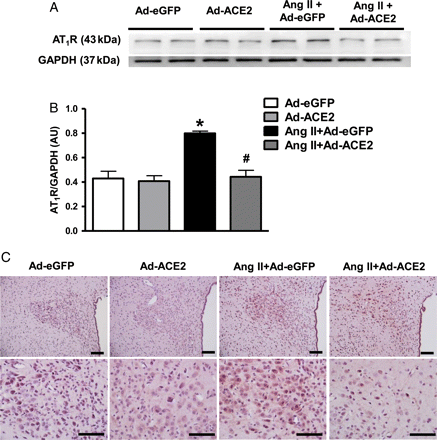 A
Ad-eGFP Ad-ACE2 Ang II + Ad-eGFP Ang II + Ad-ACE2
AT1R (43 kDa)
GAPDH (37 kDa)
B
AT1R/GAPDH (AU)
0.8
0.6
0.4
0.2
0.0
*
#
Ad-eGFP
Ad-ACE2
Ang II+Ad-eGFP
Ang II+Ad-ACE2
C
Ad-eGFP Ad-ACE2 Ang II+Ad-eGFP Ang II+Ad-ACE2